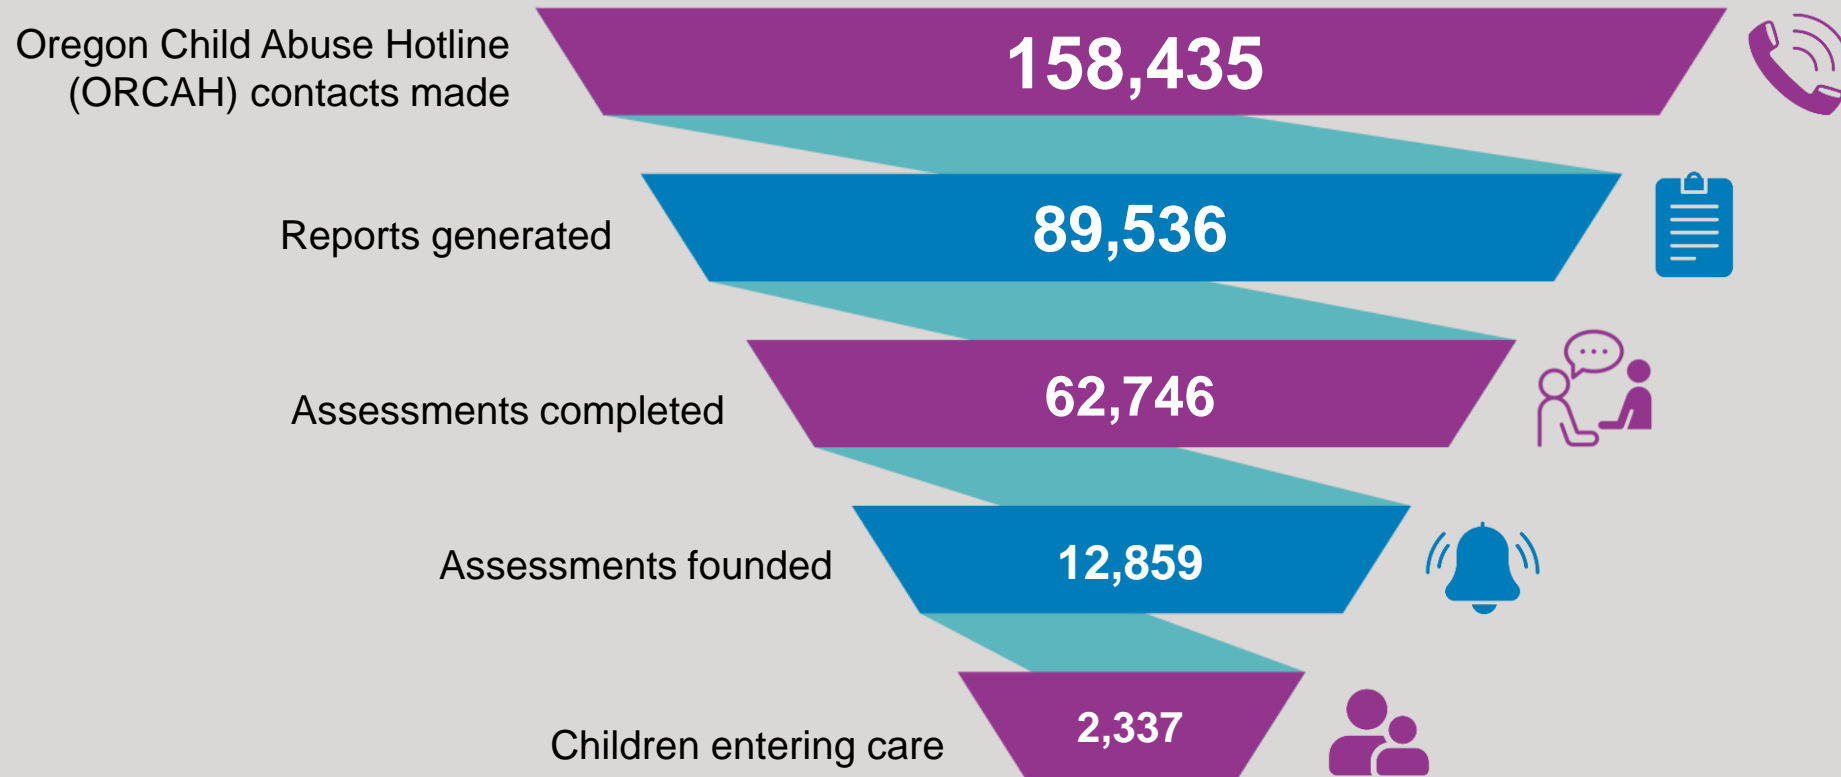 Oregon Child Abuse Hotline
(ORCAH) contacts made
158,435
Reports generated
89,536
Assessments completed
62,746
Assessments founded
12,859
Children entering care
2,337